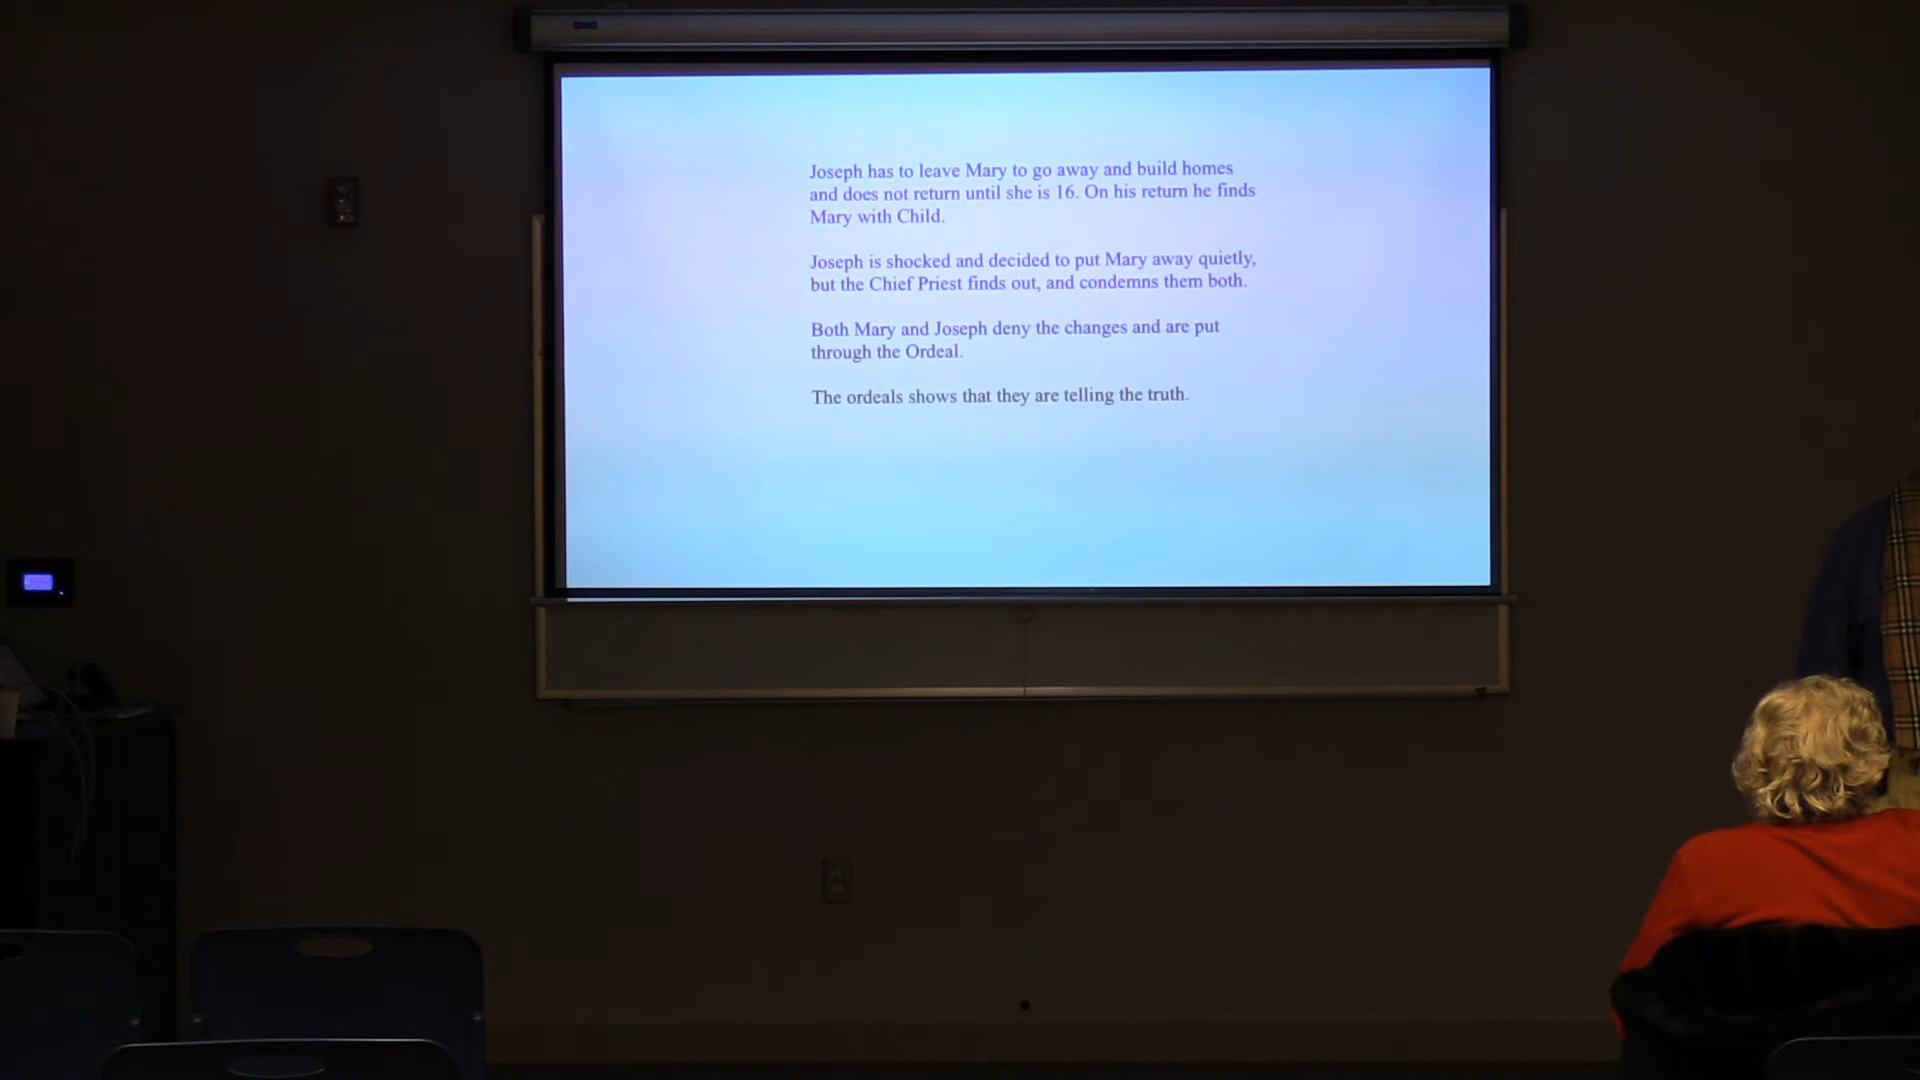 Joseph has to leave Mary to go away and build homes
and does not return until she is 16. On his return he finds
Mary with Child.
Joseph is shocked and decided to put Mary away quietly,
but the Chief Priest finds out, and condemns them both.
Both Mary and Joseph deny the changes and are put
through the Ordeal.
The ordeals shows that they are telling the truth.